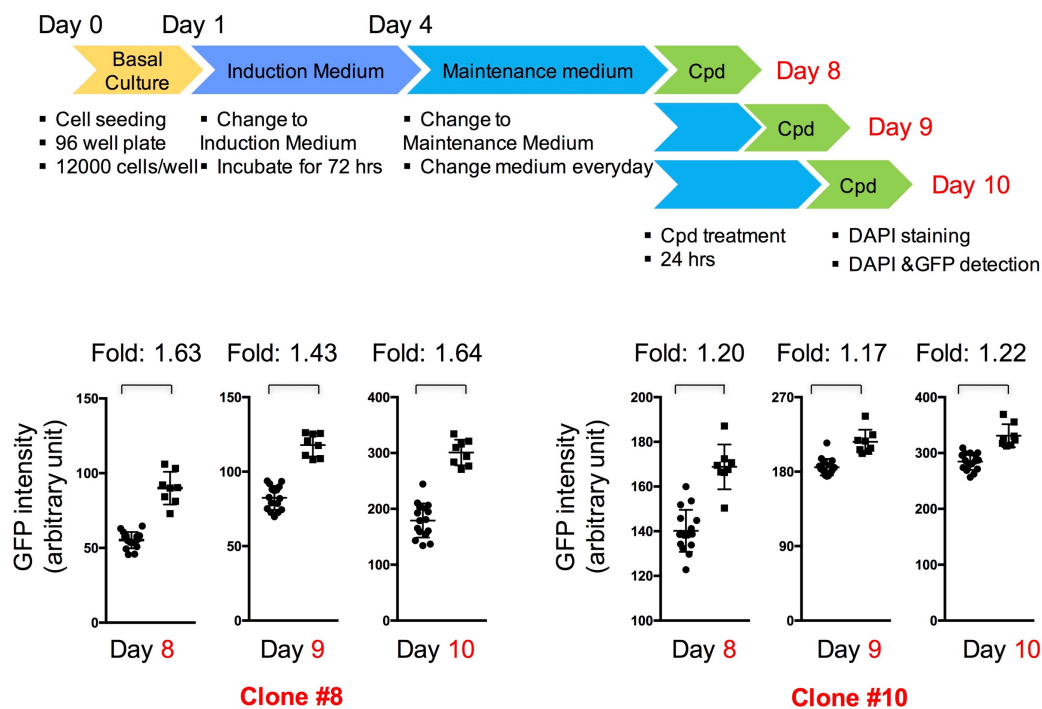 Day 0 Day 1 Day 4
Basal
Culture
Induction Medium
Maintenance medium
Cpd
Day 8
Cpd
Day 9
Cpd
Day 10
▪ Cell seeding
▪ 96 well plate
▪ 12000 cells/well
▪ Change to
Induction Medium
▪ Incubate for 72 hrs
▪ Change to
Maintenance Medium
▪ Change medium everyday
▪ Cpd treatment
▪ 24 hrs
▪ DAPI staining
▪ DAPI &GFP detection
GFP intensity
(arbitrary unit)
Fold: 1.63
150
100
50
0
Day 8
Fold: 1.43
150
100
50
0
Day 9
Fold: 1.64
400
300
200
100
0
Day 10
Clone #8
GFP intensity
(arbitrary unit)
Fold: 1.20
200
180
160
140
120
100
Day 8
Fold: 1.17
270
180
90
0
Day 9
Fold: 1.22
400
300
200
100
0
Day 10
Clone #10